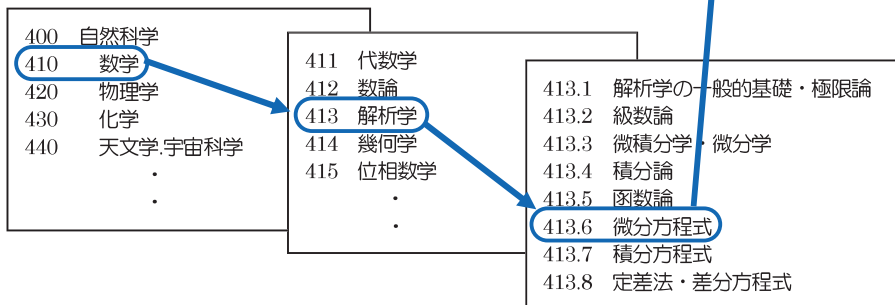 400 自然科学
410 数学
420 物理学
430 化学
440 天文学.宇宙科学
・
・
411 代数学
412 数論
413 解析学
414 幾何学
415 位相数学
・
・
413.1 解析学の一般的基礎・極限論
413.2 級数論
413.3 微積分学・微分学
413.4 積分論
413.5 函数論
413.6 微分方程式
413.7 積分方程式
413.8 定差法・差分方程式